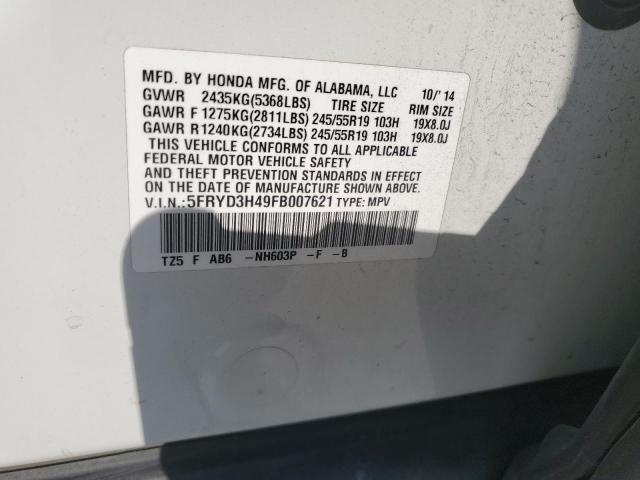 MFD. BY HONDA MFG. OF ALABAMA, LLC 10/'14
GVWR 2435KG(5368LBS) TIRE SIZE RIM SIZE
GAWR F 1275KG(2811LBS) 245/55R19 103H 19X8.0J
GAWR R 1240KG(2734LBS) 245/55R19 103H 19X8.0J
THIS VEHICLE CONFORMS TO ALL APPLICABLE
FEDERAL MOTOR VEHICLE SAFETY
AND THEFT PREVENTION STANDARDS IN EFFECT
ON THE DATE OF MANUFACTURE SHOWN ABOVE.
V.I.N.:5FRYD3H49FB007621 TYPE: MPV
TZ5 F AB6 -NH603P -F -B